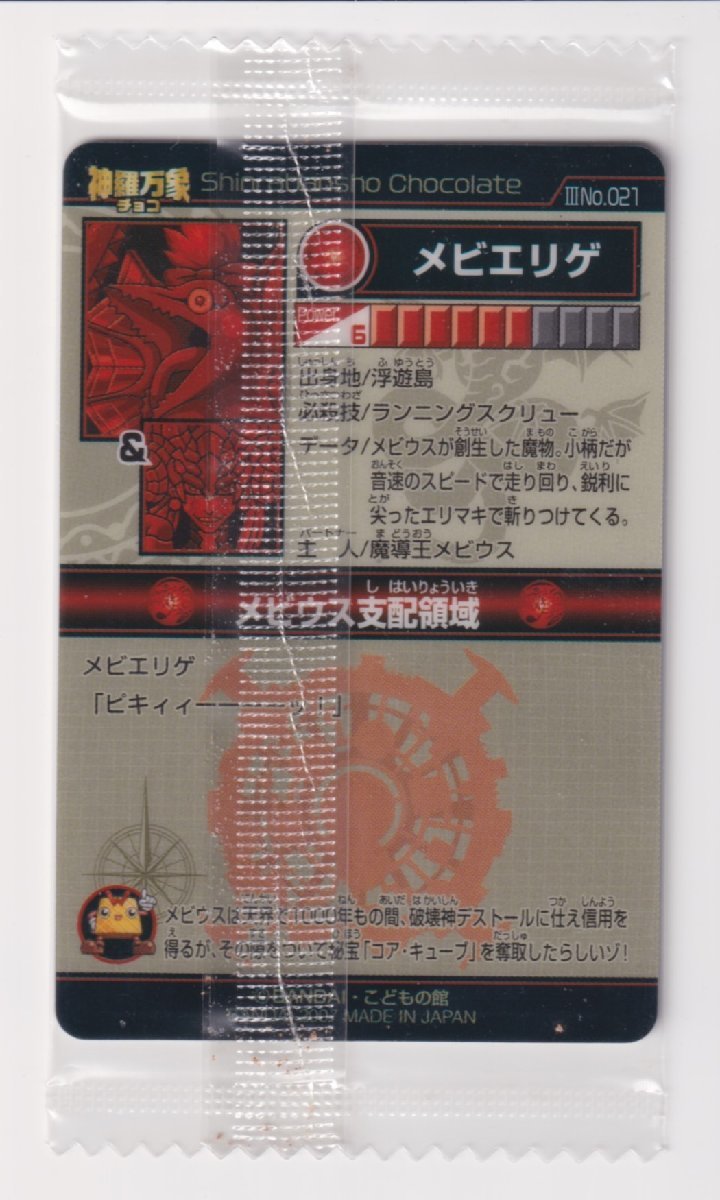 神羅万象
チョコ
Shinrabansho Chocolate
III No.021
メビエリゲ
Power
6
&
出身地/浮遊島
必殺技/ランニングスクリュー
データ/メビウスが創生した魔物。小柄だが
音速のスピードで走り回り、鋭利に
尖ったエリマキで斬りつけてくる。
主 人/魔導王メビウス
メビウス支配領域
メビエリゲ
「ピキィィーーーーッ！」
メビウスは天界で1000年もの間、破壊神デストールに仕え信用を
得るが、その隙をついて秘宝「コア・キューブ」を奪取したらしいゾ！
©BANDAI・こどもの館
MADE IN JAPAN